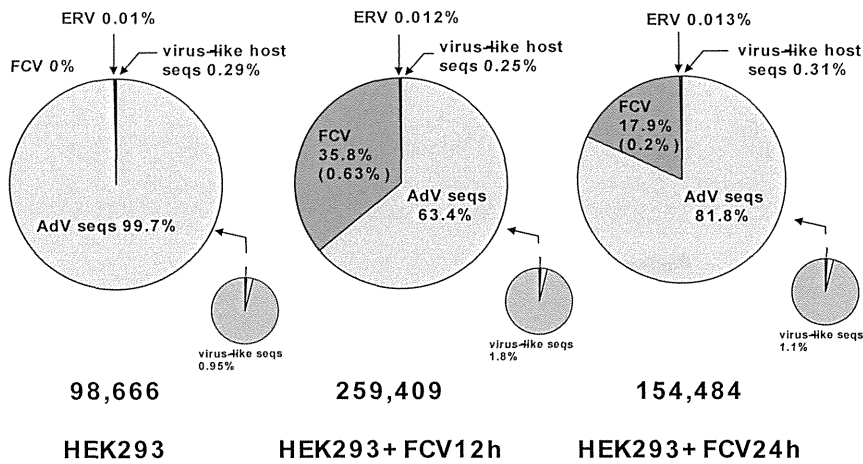 ERV 0.01%
virus-like host
seqs 0.29%
FCV 0%
AdV seqs 99.7%
virus-like seqs
0.95%
98,666
HEK293
ERV 0.012%
virus-like host
seqs 0.25%
FCV
35.8%
(0.63%)
AdV seqs
63.4%
virus-like seqs
1.8%
259,409
HEK293+FCV12h
ERV 0.013%
virus-like host
seqs 0.31%
FCV
17.9%
(0.2%)
AdV seqs
81.8%
virus-like seqs
1.1%
154,484
HEK293+FCV24h